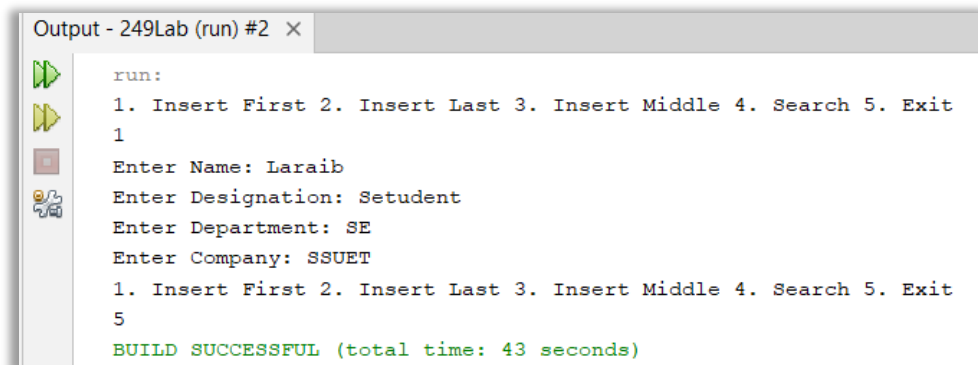 Output - 249Lab (run) #2 ×
run:
1. Insert First 2. Insert Last 3. Insert Middle 4. Search 5. Exit
1
Enter Name: Laraib
Enter Designation: Setudent
Enter Department: SE
Enter Company: SSUET
1. Insert First 2. Insert Last 3. Insert Middle 4. Search 5. Exit
5
BUILD SUCCESSFUL (total time: 43 seconds)